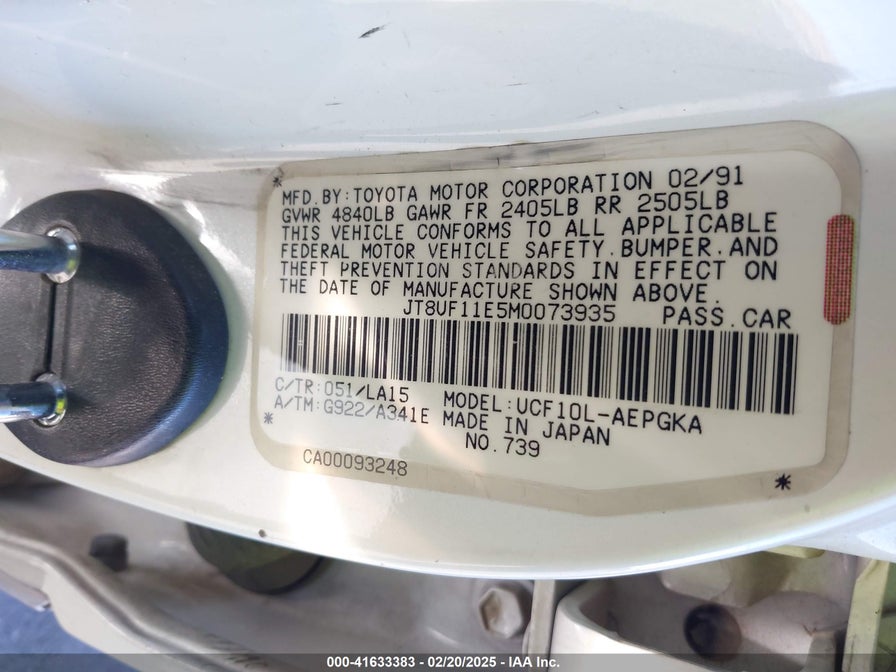 MFD.BY:TOYOTA MOTOR CORPORATION 02/91
GVWR 4840LB GAWR FR 2405LB RR 2505LB
THIS VEHICLE CONFORMS TO ALL APPLICABLE
FEDERAL MOTOR VEHICLE SAFETY.BUMPER.AND
THEFT PREVENTION STANDARDS IN EFFECT ON
THE DATE OF MANUFACTURE SHOWN ABOVE.
JT8UF11E5M0073935 PASS.CAR
C/TR:051/LA15 MODEL:UCF10L-AEPGKA
A/TM:G922/A341E MADE IN JAPAN
NO.739
CA00093248
000-41633383 - 02/20/2025 - IAA Inc.